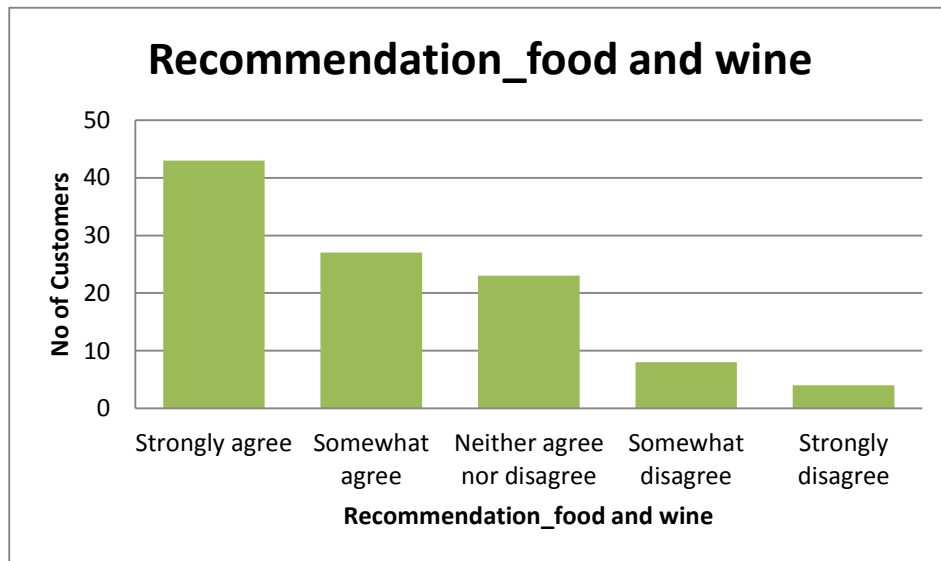 Recommendation_food and wine
50
40
30
20
10
0
No of Customers
Strongly agree
Somewhat
agree
Neither agree
nor disagree
Somewhat
disagree
Strongly
disagree
Recommendation_food and wine